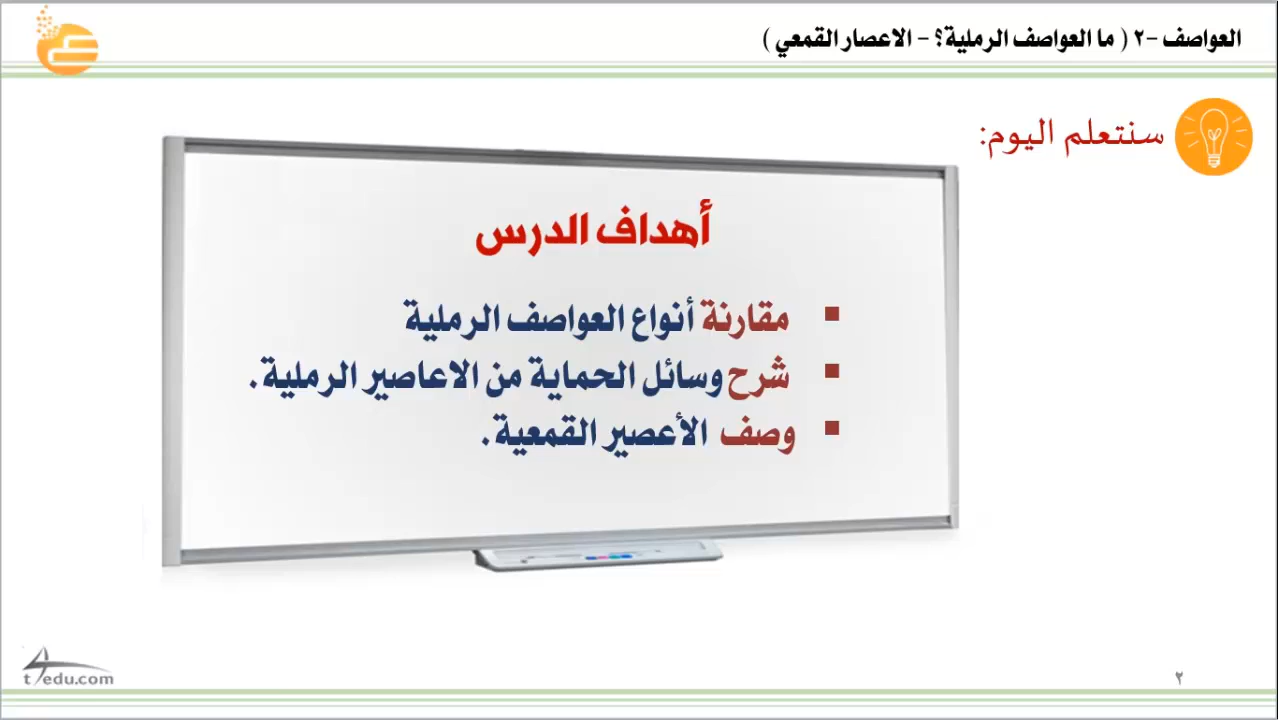 العواصف -٢ ( ما العواصف الرملية؟ - الاعصار القمعي )
سنتعلم اليوم:
أهداف الدرس
▪ مقارنة أنواع العواصف الرملية
▪ شرح وسائل الحماية من الاعاصير الرملية.
▪ وصف الأعصير القمعية.
t4edu.com
٢